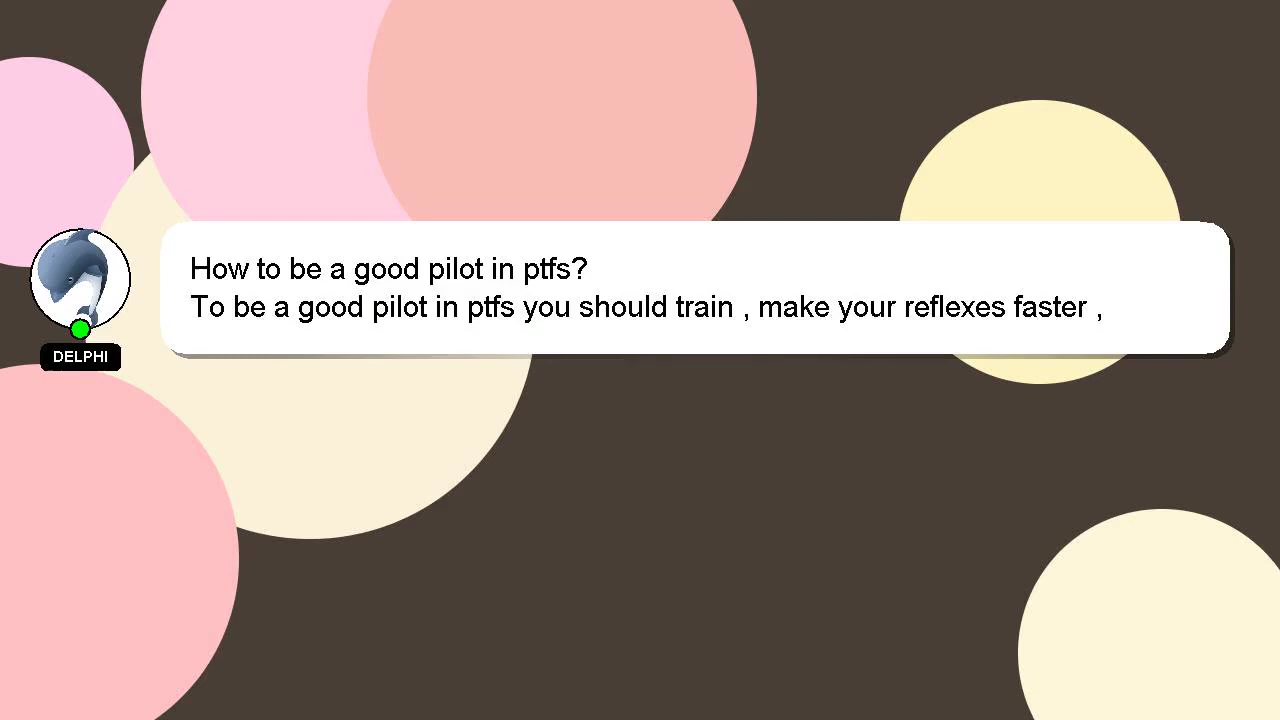 How to be a good pilot in ptfs?
To be a good pilot in ptfs you should train , make your reflexes faster ,
DELPHI